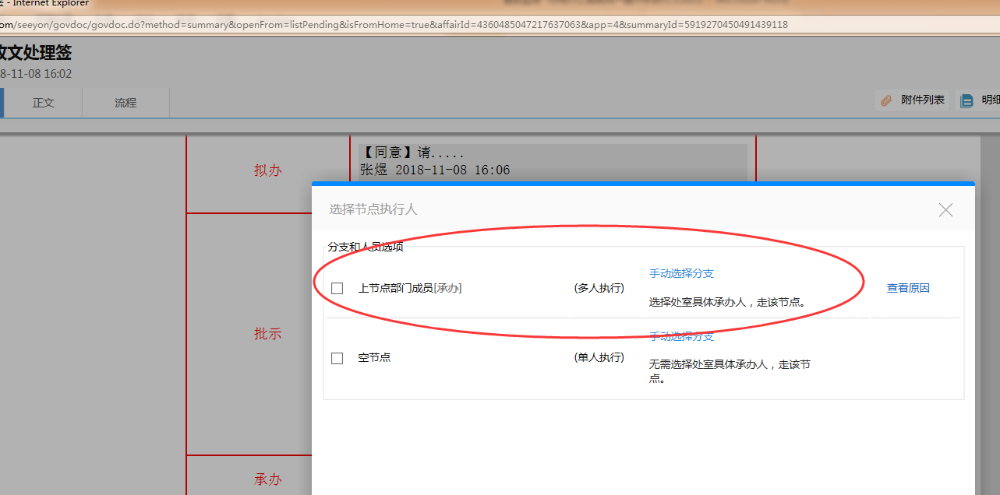 - Internet Explorer
om/seeyon/govdoc/govdoc.do?method=summary&openFrom=listPending&isFromHome=true&affairId=4360485047217637063&app=4&summaryId=5919270450491439118
收文处理签
8-11-08 16:02
正文 流程 附件列表 明细
【同意】请.....
拟办
张煜 2018-11-08 16:06
选择节点执行人
分支和人员选项
手动选择分支
上节点部门成员[承办] (多人执行) 查看原因
选择处室具体承办人，走该节点。
批示
手动选择分支
空节点 (单人执行)
无需选择处室具体承办人，走该节
点。
承办